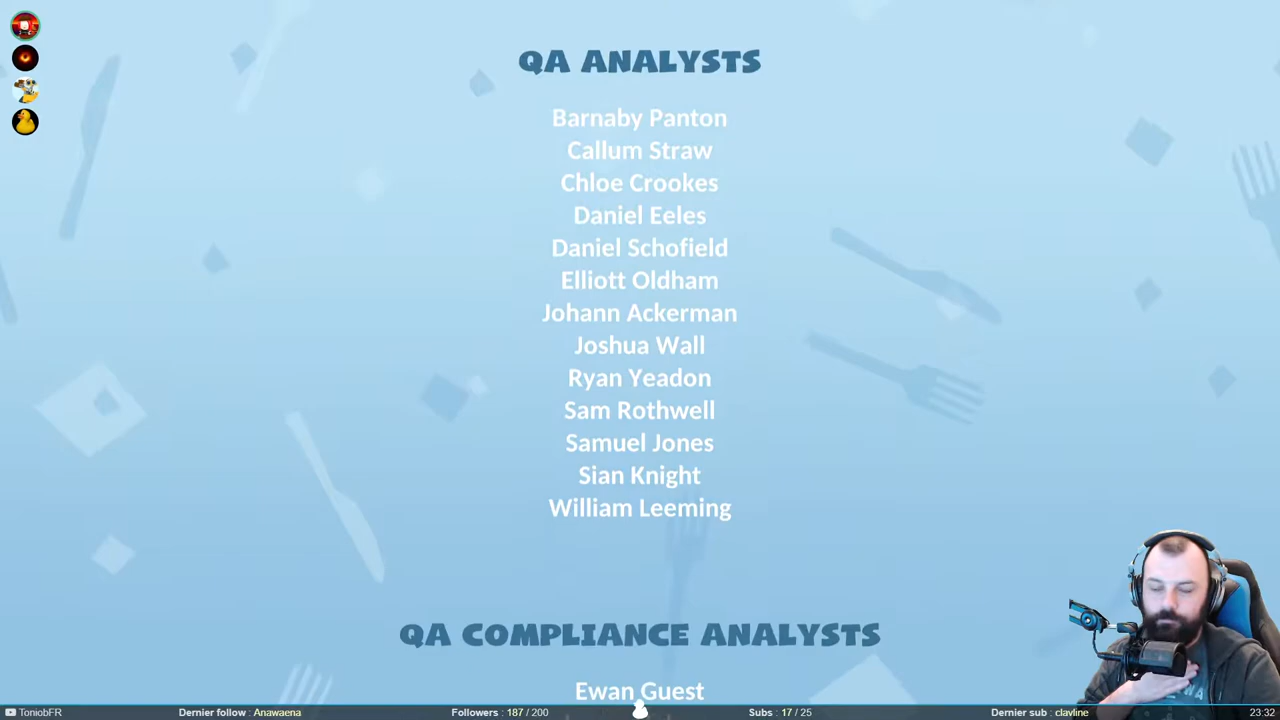 QA ANALYSTS
Barnaby Panton
Callum Straw
Chloe Crookes
Daniel Eeles
Daniel Schofield
Elliott Oldham
Johann Ackerman
Joshua Wall
Ryan Yeadon
Sam Rothwell
Samuel Jones
Sian Knight
William Leeming
QA COMPLIANCE ANALYSTS
Ewan Guest
ToniobFR Dernier follow : Anawaena Followers : 187 / 200 Subs : 17 / 25 Dernier sub : clavline 23:32